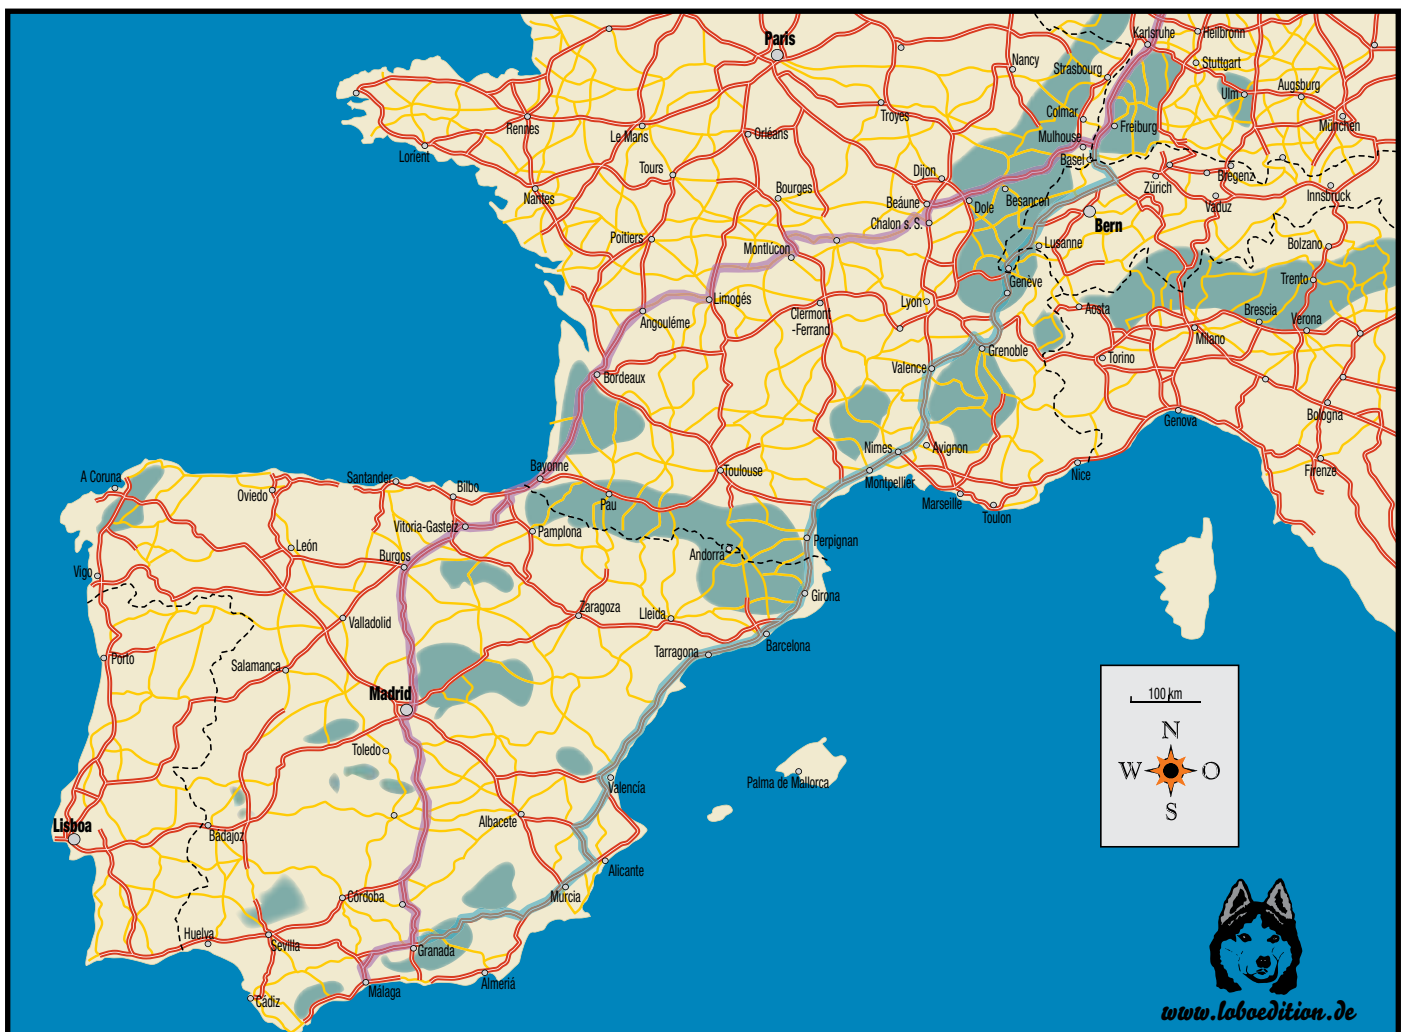 Paris
Karlsruhe
Heilbronn
Nancy
Strasbourg
Stuttgart
Ulm
Augsburg
Troyes
Colmar
Freiburg
München
Rennes
Le Mans
Orléans
Mulhouse
Lorient
Basel
Tours
Dijon
Zürich
Bregenz
Bourges
Nantes
Beáune
Dole
Besancon
Vaduz
Innsbruck
Chalon s. S.
Bern
Poitiers
Montlúcon
Lusanne
Bolzano
Genève
Trento
Limogés
Lyon
Clermont
-Ferrand
Aosta
Brescia
Verona
Angouléme
Milano
Grenoble
Torino
Valence
Bordeaux
Bologna
Genova
Nimes
Avignon
Bayonne
Toulouse
Firenze
A Coruna
Santander
Nice
Oviedo
Bilbo
Pau
Montpellier
Marseille
Toulon
Vitoria-Gasteiz
Pamplona
Perpignan
León
Burgos
Andorra
Vigo
Girona
Zaragoza
Lleida
Valladolid
Barcelona
Tarragona
Porto
Salamanca
Madrid
100 km
N
Toledo
W
O
Palma de Mallorca
Valencía
S
Lisboa
Albacete
Badajoz
Alicante
Córdoba
Murcia
Huelva
Sevilla
Granada
Almeriá
Málaga
Cádiz
www.loboedition.de